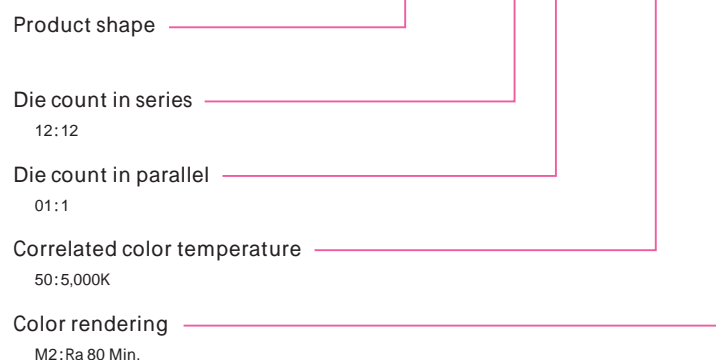 Product shape
Die count in series
12:12
Die count in parallel
01:1
Correlated color temperature
50:5,000K
Color rendering
M2:Ra 80 Min.